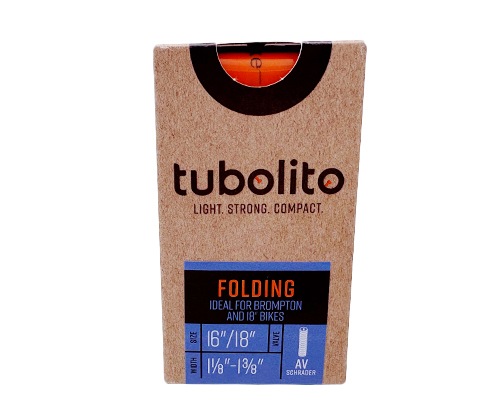 tubolito
LIGHT. STRONG. COMPACT.
FOLDING
IDEAL FOR BROMPTON
AND 18" BIKES
SIZE 16"/18" VALVE
WIDTH 1⅛"-1⅜" AV
SCHRADER